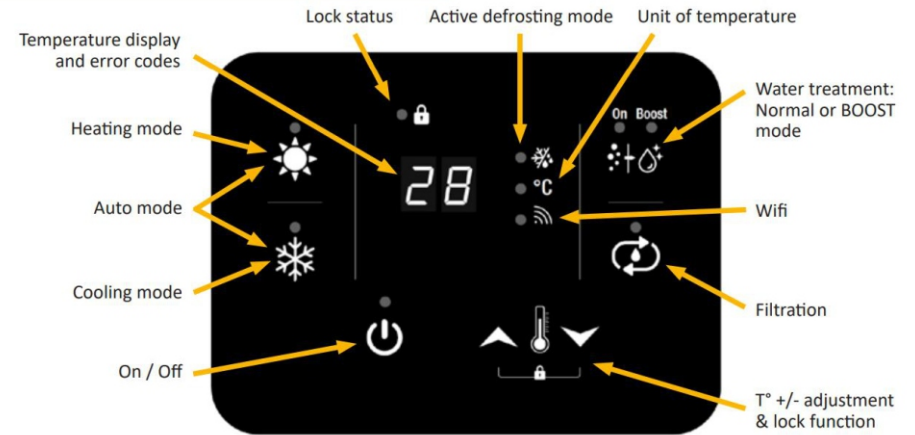 Lock status
Active defrosting mode
Unit of temperature
Temperature display
and error codes
Water treatment:
Normal or BOOST
mode
On Boost
Heating mode
28
°C
Auto mode
Wifi
Cooling mode
Filtration
On / Off
T° +/- adjustment
& lock function